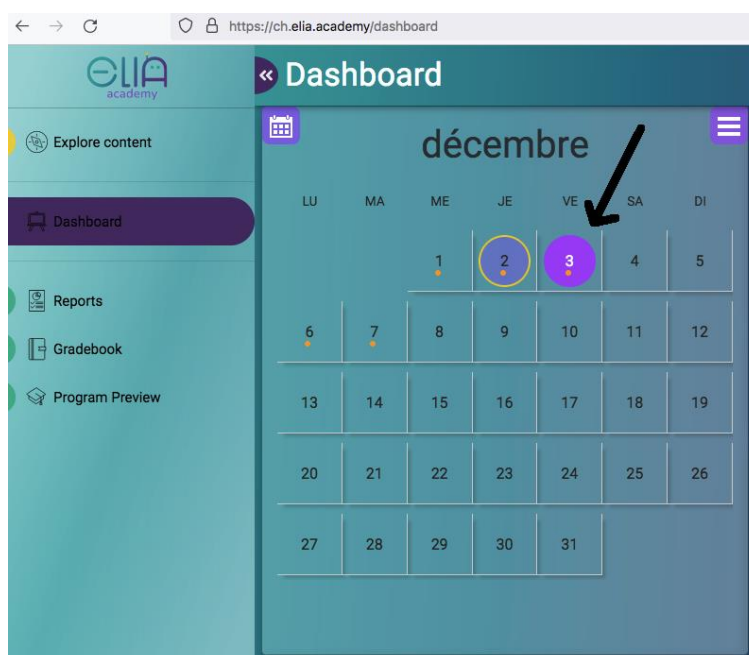 https://ch.elia.academy/dashboard
ELIA
academy
« Dashboard
Explore content
Dashboard
Reports
Gradebook
Program Preview
décembre
LU MA ME JE VE SA DI
1 2 3 4 5
6 7 8 9 10 11 12
13 14 15 16 17 18 19
20 21 22 23 24 25 26
27 28 29 30 31